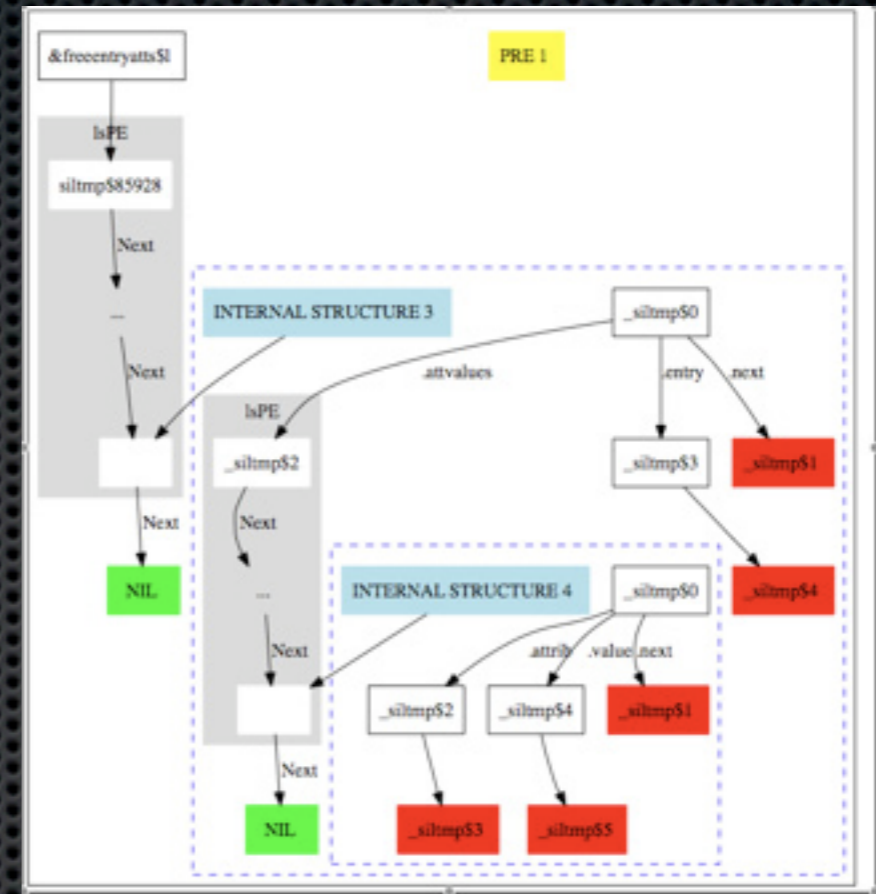 &freeentryatts$l
PRE 1
lsPE
siltmp$85928
Next
...
INTERNAL STRUCTURE 3
_siltmp$0
Next
.attvalues
.entry
.next
lsPE
_siltmp$2
_siltmp$3
_siltmp$1
Next
Next
NIL
...
INTERNAL STRUCTURE 4
_siltmp$0
_siltmp$4
Next
.attrib
.value
.next
_siltmp$2
_siltmp$4
_siltmp$1
Next
NIL
_siltmp$3
_siltmp$5